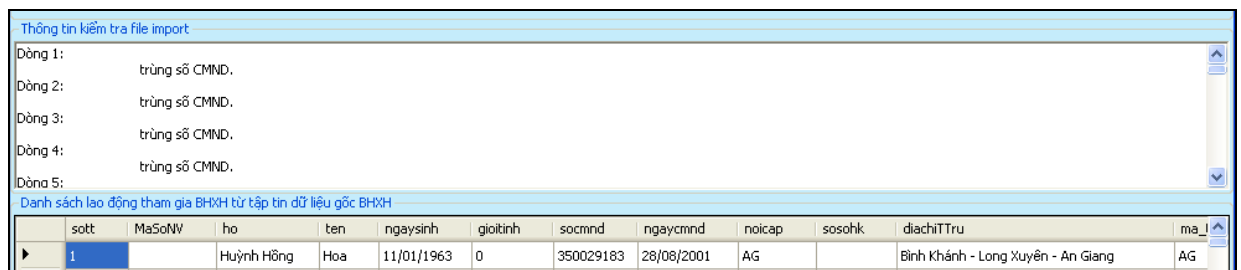 Thông tin kiểm tra file import
Dòng 1:
trùng số CMND.
Dòng 2:
trùng số CMND.
Dòng 3:
trùng số CMND.
Dòng 4:
trùng số CMND.
Dòng 5:
Danh sách lao động tham gia BHXH từ tập tin dữ liệu gốc BHXH
sott MaSoNV ho ten ngaysinh gioitinh socmnd ngaycmnd noicap sosohk diachiTTru
1 Huỳnh Hồng Hoa 11/01/1963 0 350029183 28/08/2001 AG Bình Khánh - Long Xuyên - An Giang AG